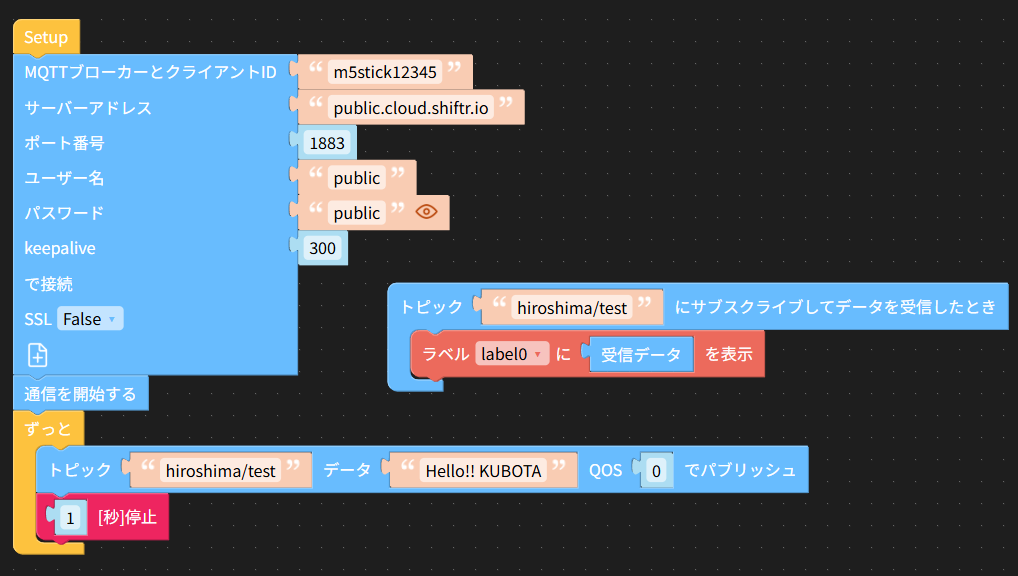 Setup
MQTTブローカーとクライアントID “ m5stick12345 ”
サーバーアドレス “ public.cloud.shiftr.io ”
ポート番号 1883
ユーザー名 “ public ”
パスワード “ public ”
keepalive 300
で接続
SSL False
通信を開始する
トピック “ hiroshima/test ” にサブスクライブしてデータを受信したとき
ラベル label0 に 受信データ を表示
ずっと
トピック “ hiroshima/test ” データ “ Hello!! KUBOTA ” QOS 0 でパブリッシュ
1 [秒]停止